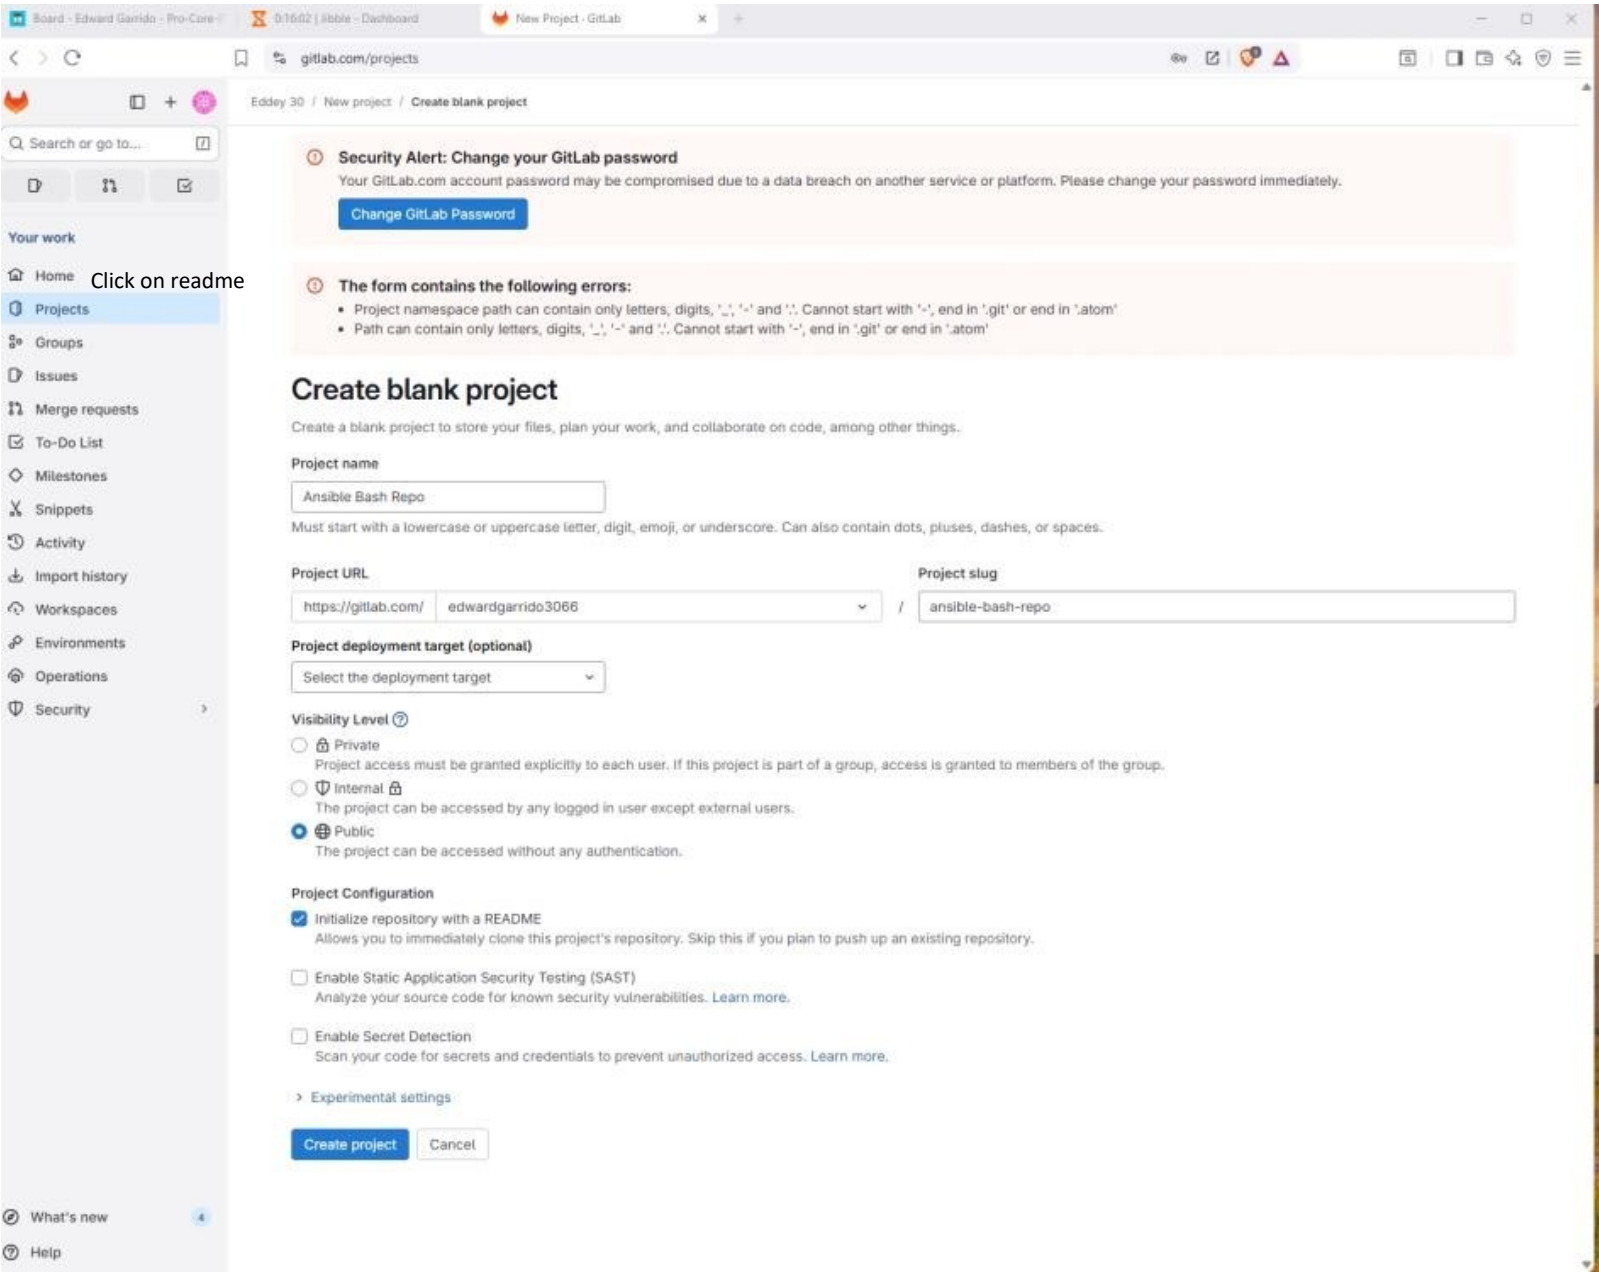 Board - Edward Garrido - Pro-Core-
0:16:02 | Jibble - Dashboard
New Project · GitLab
gitlab.com/projects
Eddey 30 / New project / Create blank project
Search or go to...
Security Alert: Change your GitLab password
Your GitLab.com account password may be compromised due to a data breach on another service or platform. Please change your password immediately.
Change GitLab Password
Your work
Home
Click on readme
Projects
Groups
Issues
Merge requests
To-Do List
Milestones
Snippets
Activity
Import history
Workspaces
Environments
Operations
Security
The form contains the following errors:
• Project namespace path can contain only letters, digits, '_', '-' and '.'. Cannot start with '-', end in '.git' or end in '.atom'
• Path can contain only letters, digits, '_', '-' and '.'. Cannot start with '-', end in '.git' or end in '.atom'
Create blank project
Create a blank project to store your files, plan your work, and collaborate on code, among other things.
Project name
Ansible Bash Repo
Must start with a lowercase or uppercase letter, digit, emoji, or underscore. Can also contain dots, pluses, dashes, or spaces.
Project URL
Project slug
https://gitlab.com/ edwardgarrido3066 / ansible-bash-repo
Project deployment target (optional)
Select the deployment target
Visibility Level
Private
Project access must be granted explicitly to each user. If this project is part of a group, access is granted to members of the group.
Internal
The project can be accessed by any logged in user except external users.
Public
The project can be accessed without any authentication.
Project Configuration
Initialize repository with a README
Allows you to immediately clone this project's repository. Skip this if you plan to push up an existing repository.
Enable Static Application Security Testing (SAST)
Analyze your source code for known security vulnerabilities. Learn more.
Enable Secret Detection
Scan your code for secrets and credentials to prevent unauthorized access. Learn more.
Experimental settings
Create project
Cancel
What's new
4
Help